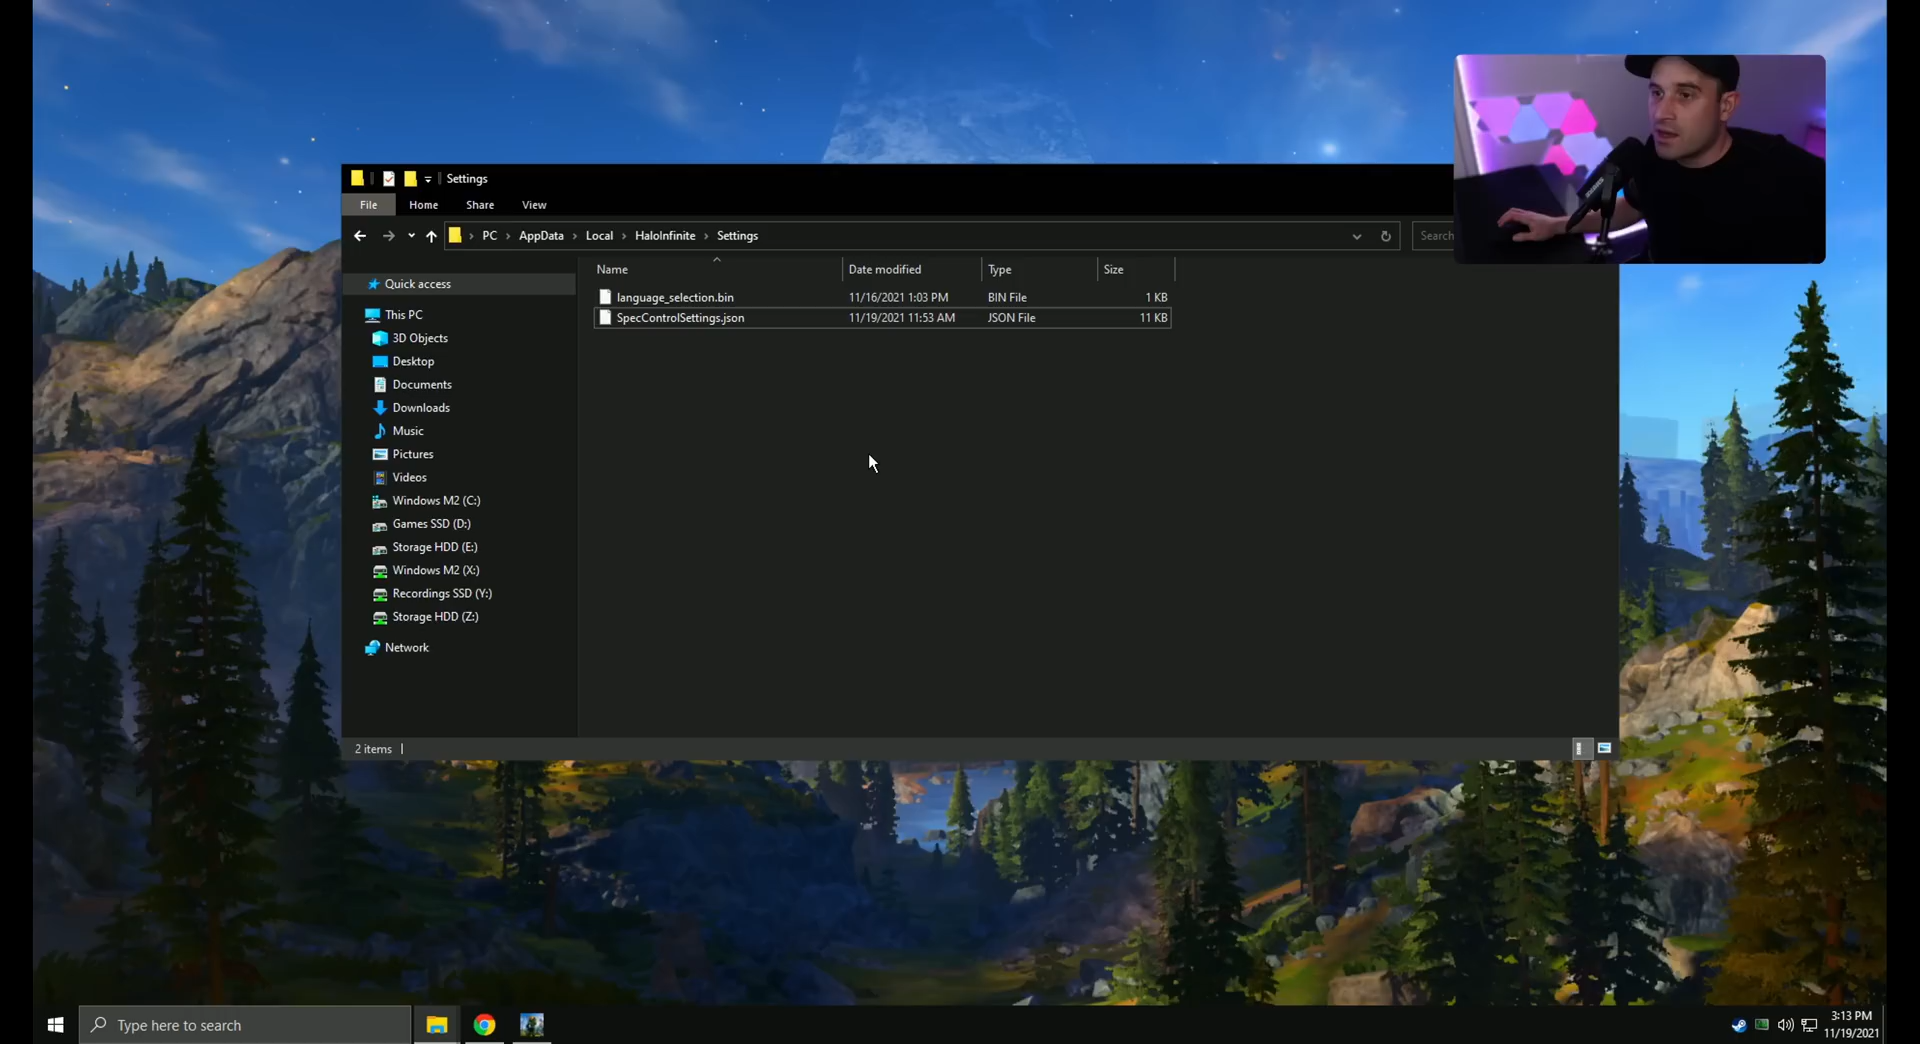 Settings
File Home Share View
PC > AppData > Local > HaloInfinite > Settings
Search
Name Date modified Type Size
language_selection.bin 11/16/2021 1:03 PM BIN File 1 KB
SpecControlSettings.json 11/19/2021 11:53 AM JSON File 11 KB
Quick access
This PC
3D Objects
Desktop
Documents
Downloads
Music
Pictures
Videos
Windows M2 (C:)
Games SSD (D:)
Storage HDD (E:)
Windows M2 (X:)
Recordings SSD (Y:)
Storage HDD (Z:)
Network
2 items
Type here to search
3:13 PM
11/19/2021